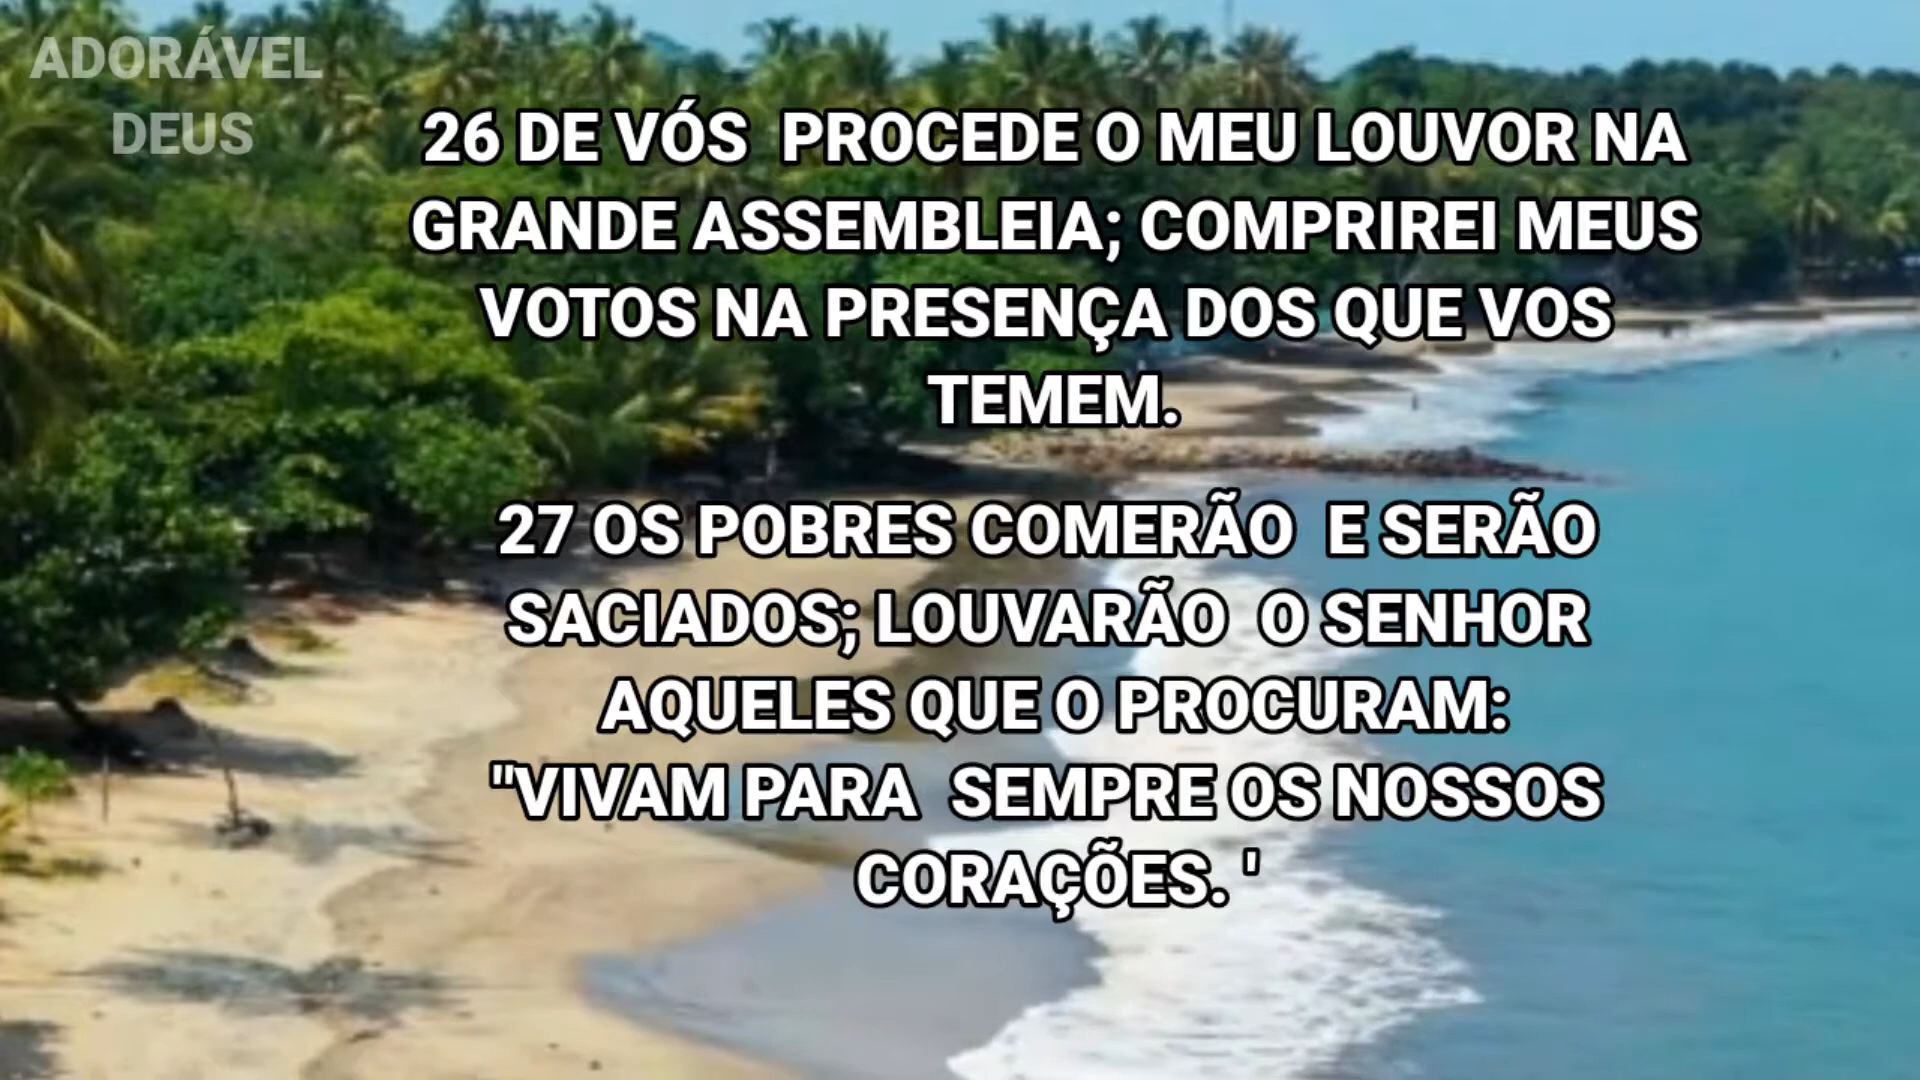 ADORÁVEL
DEUS
26 DE VÓS PROCEDE O MEU LOUVOR NA
GRANDE ASSEMBLEIA; COMPRIREI MEUS
VOTOS NA PRESENÇA DOS QUE VOS
TEMEM.
27 OS POBRES COMERÃO E SERÃO
SACIADOS; LOUVARÃO O SENHOR
AQUELES QUE O PROCURAM:
"VIVAM PARA SEMPRE OS NOSSOS
CORAÇÕES. '